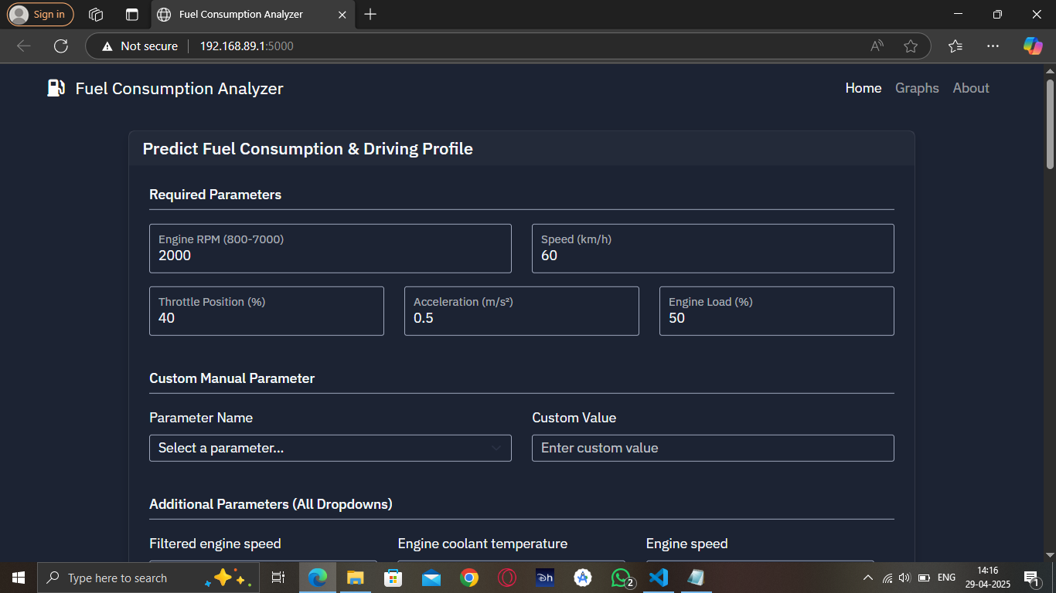 Sign in
Fuel Consumption Analyzer
Not secure 192.168.89.1:5000
Fuel Consumption Analyzer Home Graphs About
Predict Fuel Consumption & Driving Profile
Required Parameters
Engine RPM (800-7000) Speed (km/h)
2000 60
Throttle Position (%) Acceleration (m/s²) Engine Load (%)
40 0.5 50
Custom Manual Parameter
Parameter Name Custom Value
Select a parameter... Enter custom value
Additional Parameters (All Dropdowns)
Filtered engine speed Engine coolant temperature Engine speed
Type here to search
2
ENG
14:16
29-04-2025
1